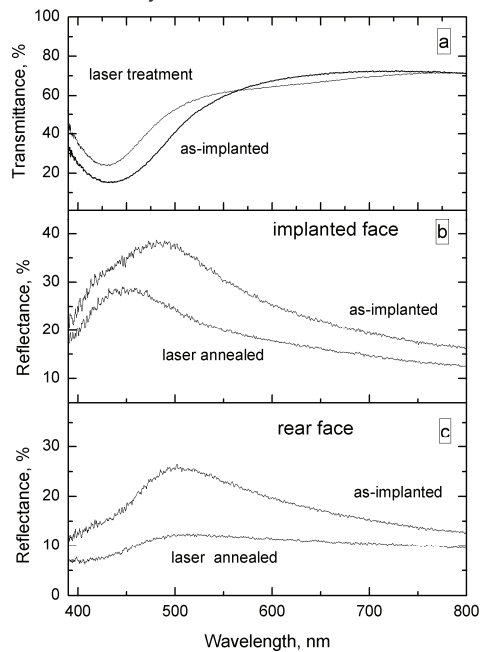 100
80
60
40
20
Transmittance, %
a
laser treatment
as-implanted
40
30
20
10
Reflectance, %
implanted face
b
as-implanted
laser annealed
30
20
10
0
Reflectance, %
rear face
c
as-implanted
laser annealed
400 500 600 700 800
Wavelength, nm